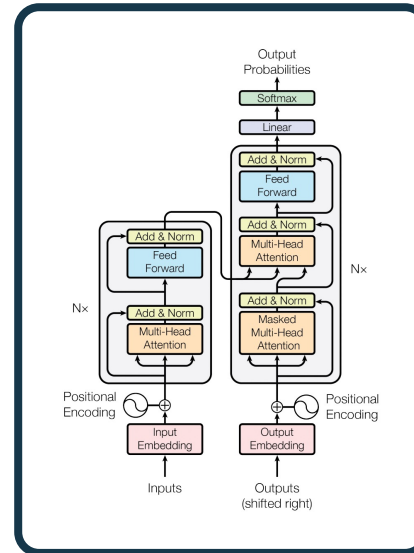 Output
Probabilities
Softmax
Linear
Add & Norm
Feed
Forward
Add & Norm
Multi-Head
Attention
Add & Norm
Masked
Multi-Head
Attention
N×
Add & Norm
Feed
Forward
Add & Norm
Multi-Head
Attention
N×
Positional
Encoding
Positional
Encoding
Input
Embedding
Output
Embedding
Inputs
Outputs
(shifted right)